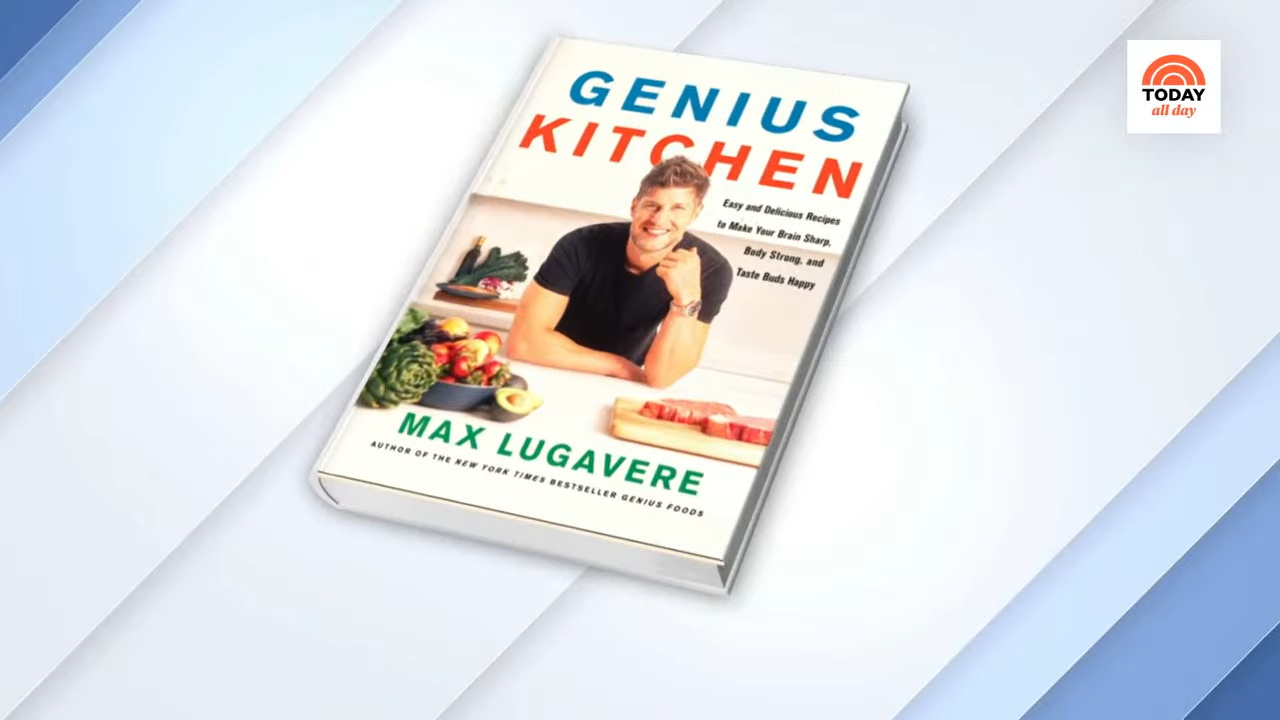 GENIUS
KITCHEN
Easy and Delicious Recipes
to Make Your Brain Sharp,
Body Strong, and
Taste Buds Happy
MAX LUGAVERE
AUTHOR OF THE NEW YORK TIMES BESTSELLER GENIUS FOODS
TODAY
all day